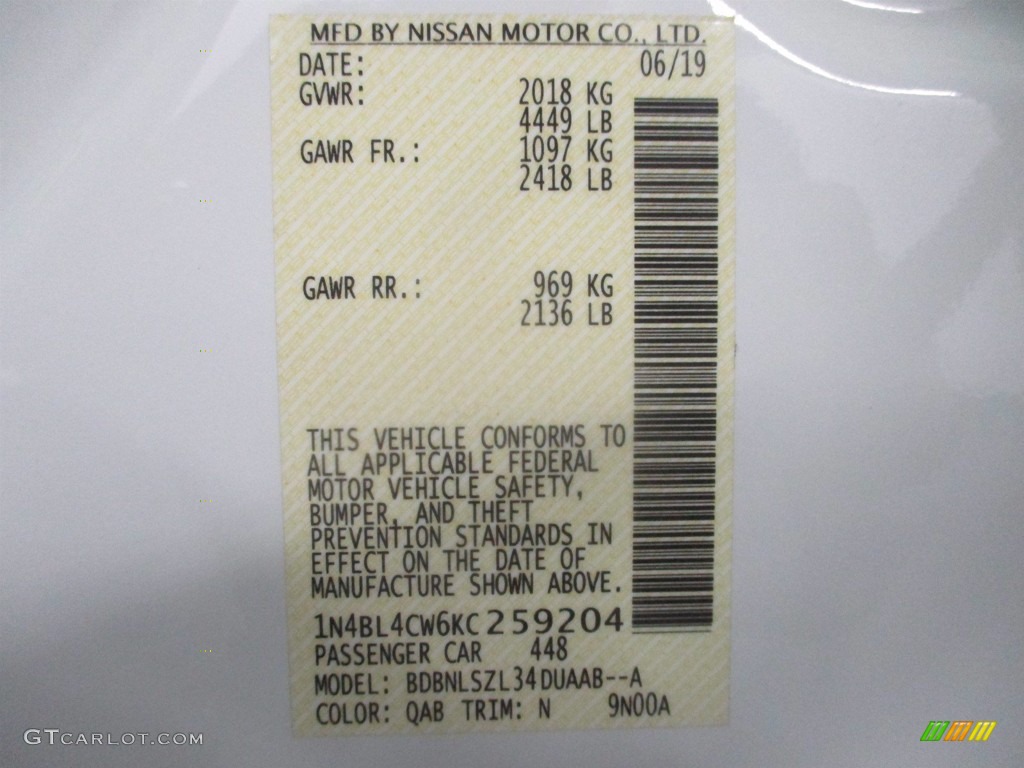 MFD BY NISSAN MOTOR CO., LTD.
DATE: 06/19
GVWR: 2018 KG
4449 LB
GAWR FR.: 1097 KG
2418 LB
GAWR RR.: 969 KG
2136 LB
THIS VEHICLE CONFORMS TO
ALL APPLICABLE FEDERAL
MOTOR VEHICLE SAFETY,
BUMPER, AND THEFT
PREVENTION STANDARDS IN
EFFECT ON THE DATE OF
MANUFACTURE SHOWN ABOVE.
1N4BL4CW6KC259204
PASSENGER CAR 448
MODEL: BDBNLSZL34DUAAB--A
COLOR: QAB TRIM: N 9N00A
GTCARLOT.COM